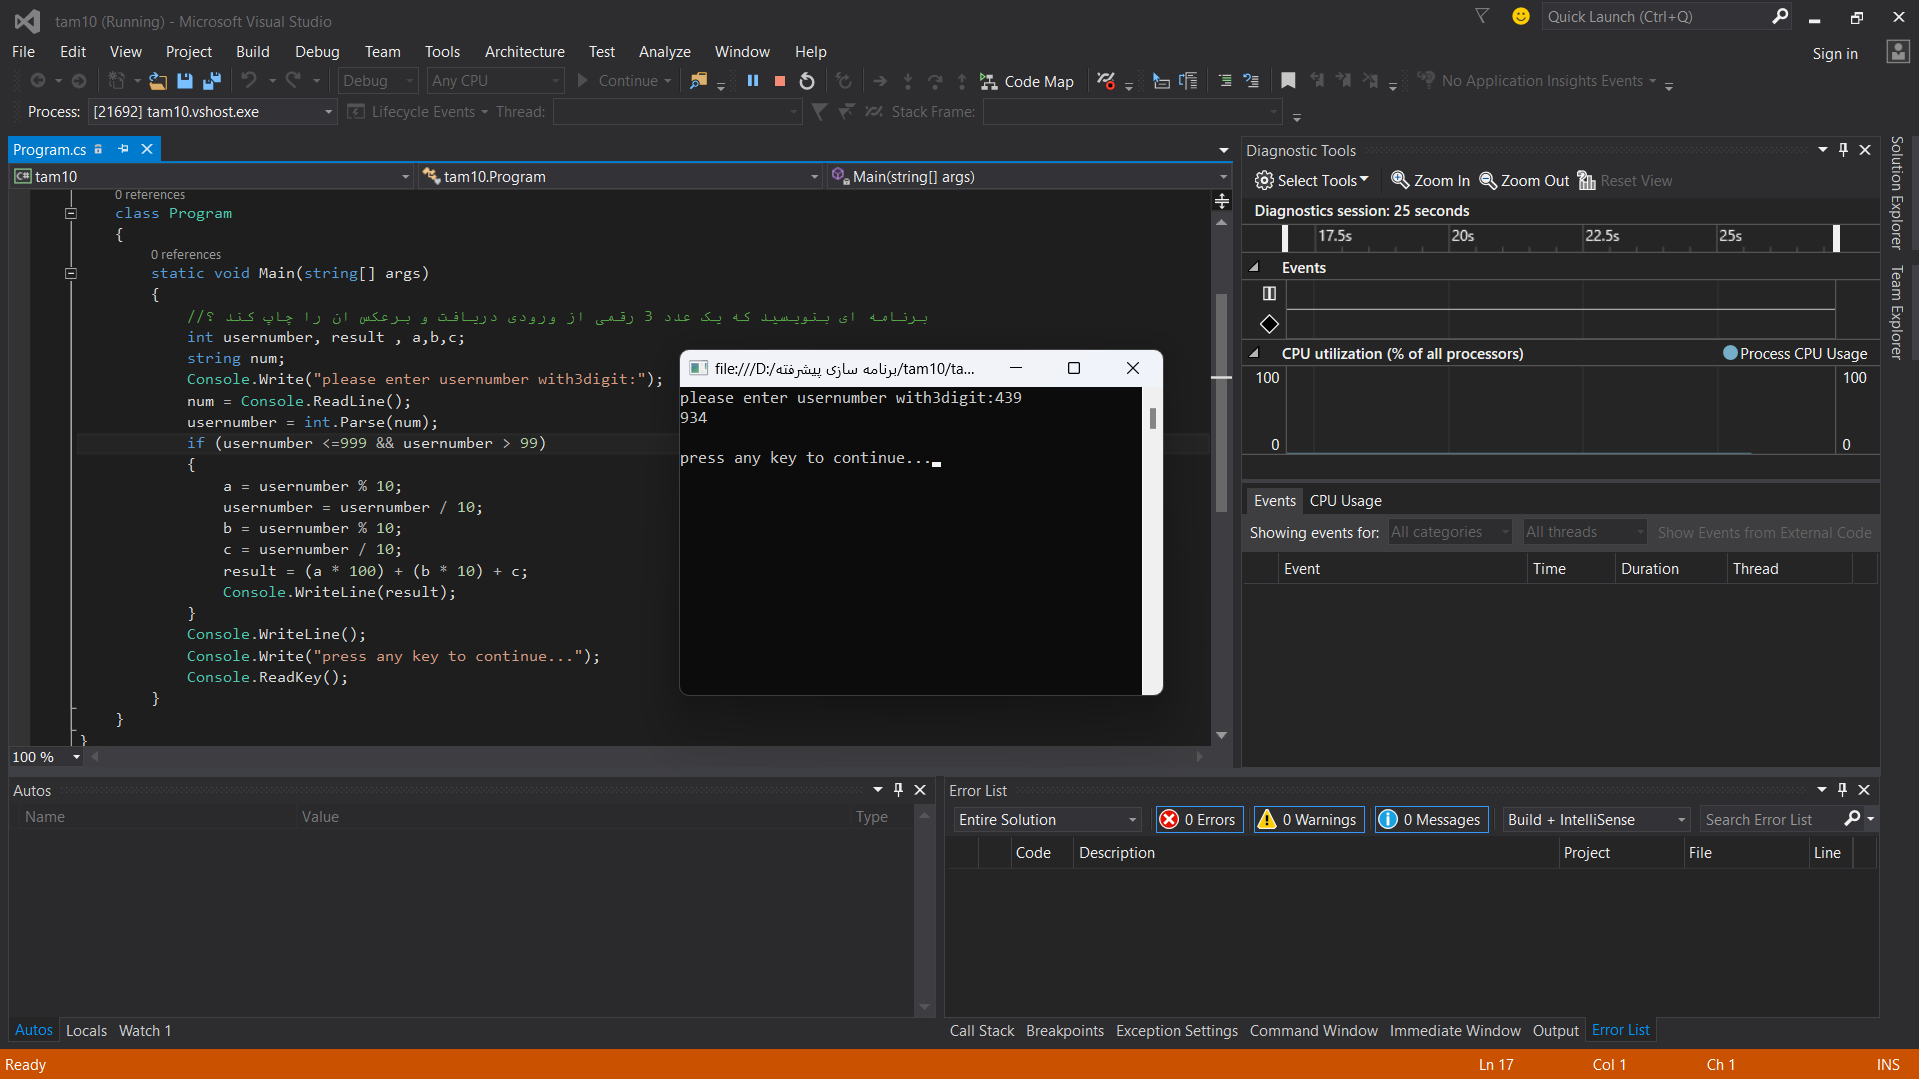 tam10 (Running) - Microsoft Visual Studio
Quick Launch (Ctrl+Q)
File Edit View Project Build Debug Team Tools Architecture Test Analyze Window Help
Sign in
Debug Any CPU Continue Code Map No Application Insights Events
Process: [21692] tam10.vshost.exe Lifecycle Events Thread: Stack Frame:
Program.cs
tam10 tam10.Program Main(string[] args)
0 references
class Program
{
0 references
static void Main(string[] args)
{
//برنامه ای بنویسید که یک عدد 3 رقمی از ورودی دریافت و برعکس ان را چاپ کند ؟
int usernumber, result , a,b,c;
string num;
Console.Write("please enter usernumber with3digit:");
num = Console.ReadLine();
usernumber = int.Parse(num);
if (usernumber <=999 && usernumber > 99)
{
a = usernumber % 10;
usernumber = usernumber / 10;
b = usernumber % 10;
c = usernumber / 10;
result = (a * 100) + (b * 10) + c;
Console.WriteLine(result);
}
Console.WriteLine();
Console.Write("press any key to continue...");
Console.ReadKey();
}
}
}
100 %
file:///D:/برنامه سازی پیشرفته/tam10/ta...
please enter usernumber with3digit:439
934
press any key to continue...
Diagnostic Tools
Select Tools Zoom In Zoom Out Reset View
Diagnostics session: 25 seconds
17.5s 20s 22.5s 25s
Events
CPU utilization (% of all processors) Process CPU Usage
100 100
0 0
Events CPU Usage
Showing events for: All categories All threads Show Events from External Code
Event Time Duration Thread
Solution Explorer
Team Explorer
Autos
Name Value Type
Autos Locals Watch 1
Error List
Entire Solution 0 Errors 0 Warnings 0 Messages Build + IntelliSense Search Error List
Code Description Project File Line
Call Stack Breakpoints Exception Settings Command Window Immediate Window Output Error List
Ready Ln 17 Col 1 Ch 1 INS